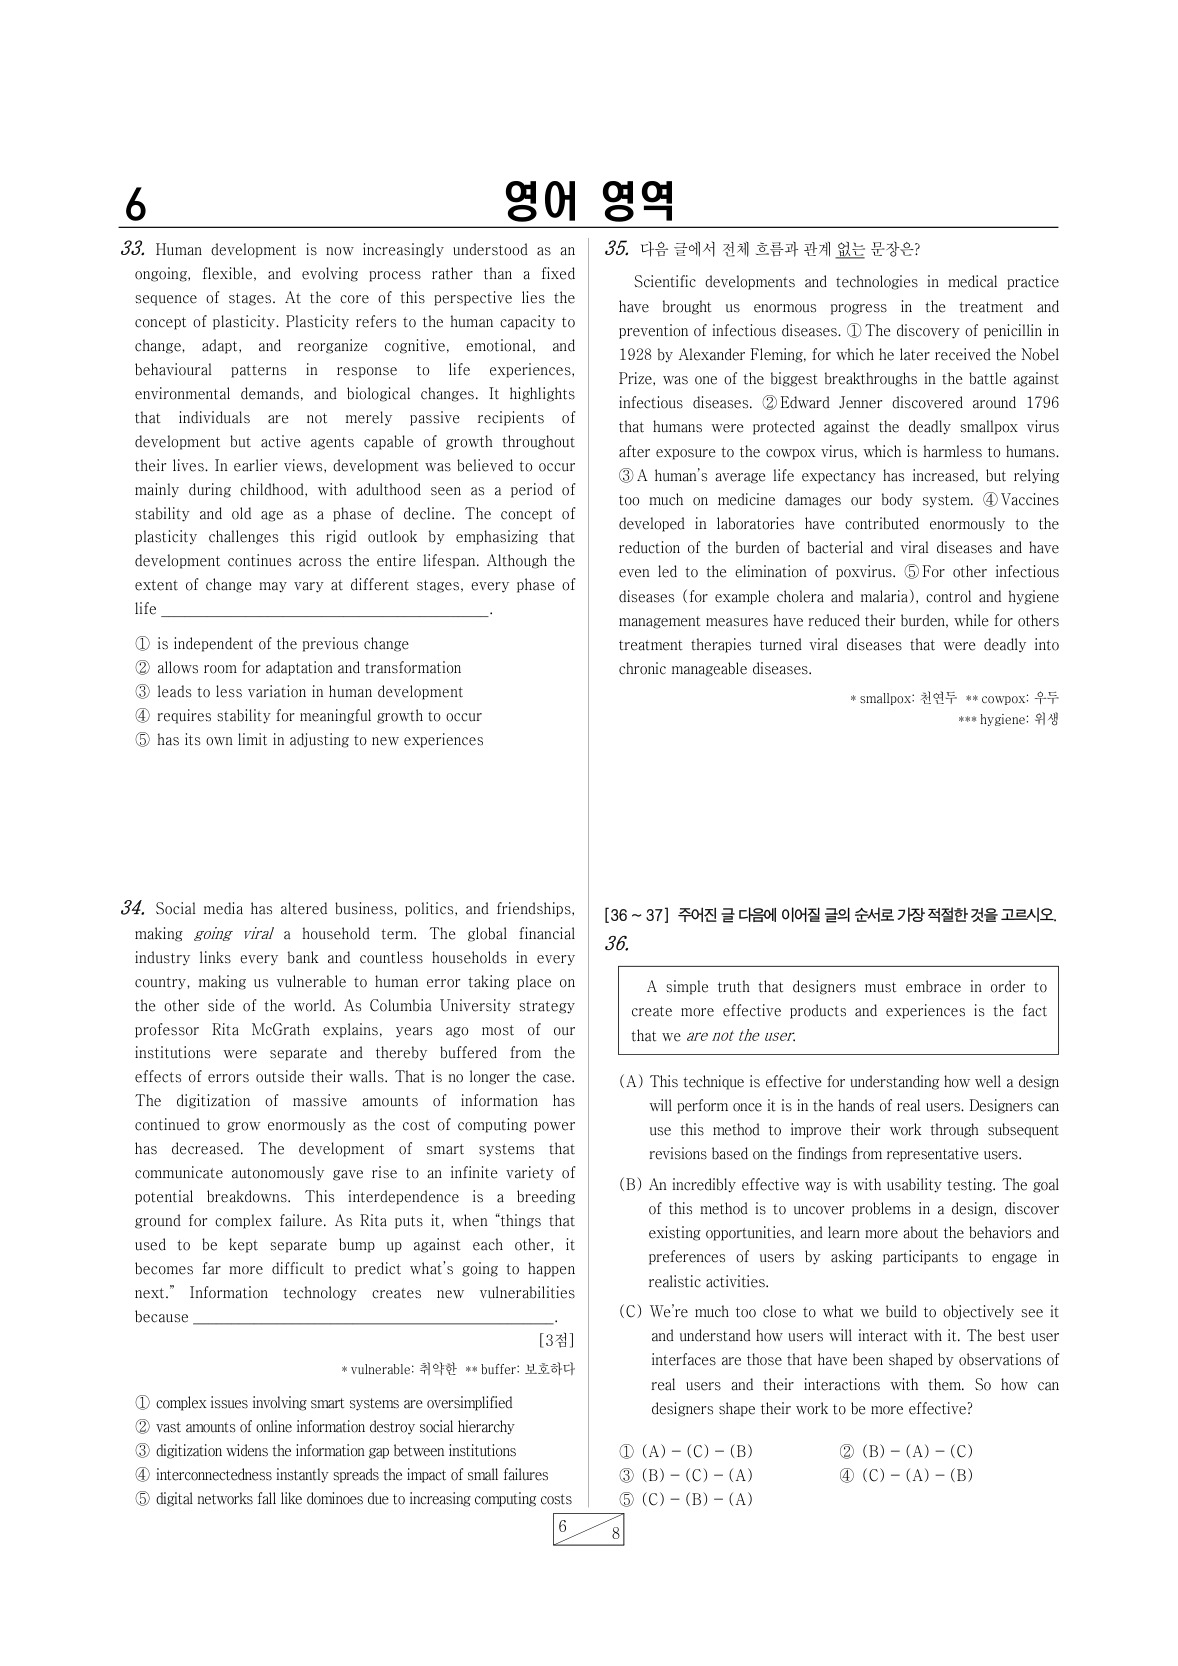 6
영어 영역
33. Human development is now increasingly understood as an
ongoing, flexible, and evolving process rather than a fixed
sequence of stages. At the core of this perspective lies the
concept of plasticity. Plasticity refers to the human capacity to
change, adapt, and reorganize cognitive, emotional, and
behavioural patterns in response to life experiences,
environmental demands, and biological changes. It highlights
that individuals are not merely passive recipients of
development but active agents capable of growth throughout
their lives. In earlier views, development was believed to occur
mainly during childhood, with adulthood seen as a period of
stability and old age as a phase of decline. The concept of
plasticity challenges this rigid outlook by emphasizing that
development continues across the entire lifespan. Although the
extent of change may vary at different stages, every phase of
life ________________________________________.
① is independent of the previous change
② allows room for adaptation and transformation
③ leads to less variation in human development
④ requires stability for meaningful growth to occur
⑤ has its own limit in adjusting to new experiences
34. Social media has altered business, politics, and friendships,
making going viral a household term. The global financial
industry links every bank and countless households in every
country, making us vulnerable to human error taking place on
the other side of the world. As Columbia University strategy
professor Rita McGrath explains, years ago most of our
institutions were separate and thereby buffered from the
effects of errors outside their walls. That is no longer the case.
The digitization of massive amounts of information has
continued to grow enormously as the cost of computing power
has decreased. The development of smart systems that
communicate autonomously gave rise to an infinite variety of
potential breakdowns. This interdependence is a breeding
ground for complex failure. As Rita puts it, when “things that
used to be kept separate bump up against each other, it
becomes far more difficult to predict what’s going to happen
next.” Information technology creates new vulnerabilities
because ____________________________________________.
[3점]
* vulnerable: 취약한 ** buffer: 보호하다
① complex issues involving smart systems are oversimplified
② vast amounts of online information destroy social hierarchy
③ digitization widens the information gap between institutions
④ interconnectedness instantly spreads the impact of small failures
⑤ digital networks fall like dominoes due to increasing computing costs
35. 다음 글에서 전체 흐름과 관계 없는 문장은?
Scientific developments and technologies in medical practice
have brought us enormous progress in the treatment and
prevention of infectious diseases. ① The discovery of penicillin in
1928 by Alexander Fleming, for which he later received the Nobel
Prize, was one of the biggest breakthroughs in the battle against
infectious diseases. ② Edward Jenner discovered around 1796
that humans were protected against the deadly smallpox virus
after exposure to the cowpox virus, which is harmless to humans.
③ A human’s average life expectancy has increased, but relying
too much on medicine damages our body system. ④ Vaccines
developed in laboratories have contributed enormously to the
reduction of the burden of bacterial and viral diseases and have
even led to the elimination of poxvirus. ⑤ For other infectious
diseases (for example cholera and malaria), control and hygiene
management measures have reduced their burden, while for others
treatment therapies turned viral diseases that were deadly into
chronic manageable diseases.
* smallpox: 천연두 ** cowpox: 우두
*** hygiene: 위생
[36 ~ 37] 주어진 글 다음에 이어질 글의 순서로 가장 적절한 것을 고르시오.
36.
A simple truth that designers must embrace in order to
create more effective products and experiences is the fact
that we are not the user.
(A) This technique is effective for understanding how well a design
will perform once it is in the hands of real users. Designers can
use this method to improve their work through subsequent
revisions based on the findings from representative users.
(B) An incredibly effective way is with usability testing. The goal
of this method is to uncover problems in a design, discover
existing opportunities, and learn more about the behaviors and
preferences of users by asking participants to engage in
realistic activities.
(C) We’re much too close to what we build to objectively see it
and understand how users will interact with it. The best user
interfaces are those that have been shaped by observations of
real users and their interactions with them. So how can
designers shape their work to be more effective?
① (A) - (C) - (B) ② (B) - (A) - (C)
③ (B) - (C) - (A) ④ (C) - (A) - (B)
⑤ (C) - (B) - (A)
6 8